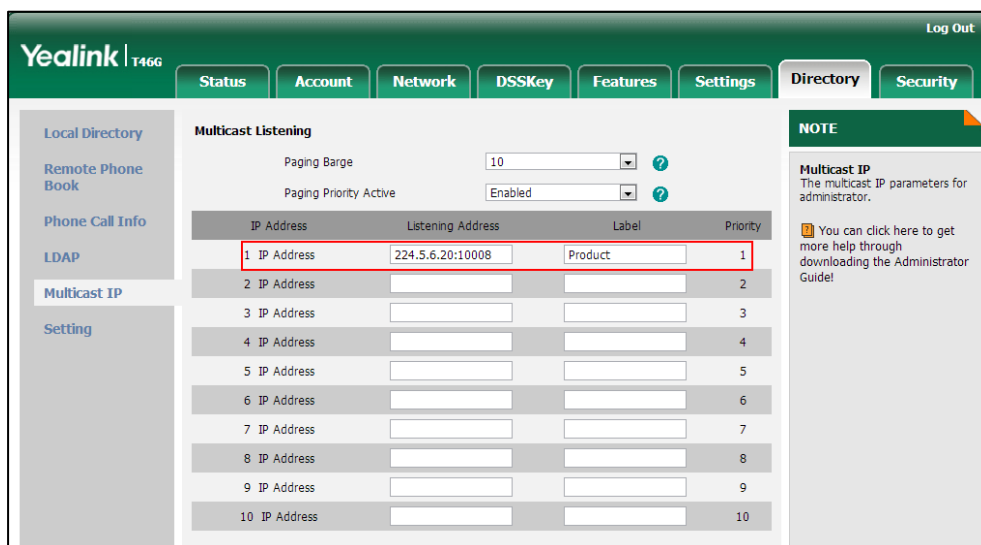 Log Out
Yealink T46G
Status Account Network DSSKey Features Settings Directory Security
Local Directory
Remote Phone
Book
Phone Call Info
LDAP
Multicast IP
Setting
Multicast Listening
Paging Barge 10 ?
Paging Priority Active Enabled ?
IP Address Listening Address Label Priority
1 IP Address 224.5.6.20:10008 Product 1
2 IP Address 2
3 IP Address 3
4 IP Address 4
5 IP Address 5
6 IP Address 6
7 IP Address 7
8 IP Address 8
9 IP Address 9
10 IP Address 10
NOTE
Multicast IP
The multicast IP parameters for
administrator.
? You can click here to get
more help through
downloading the Administrator
Guide!